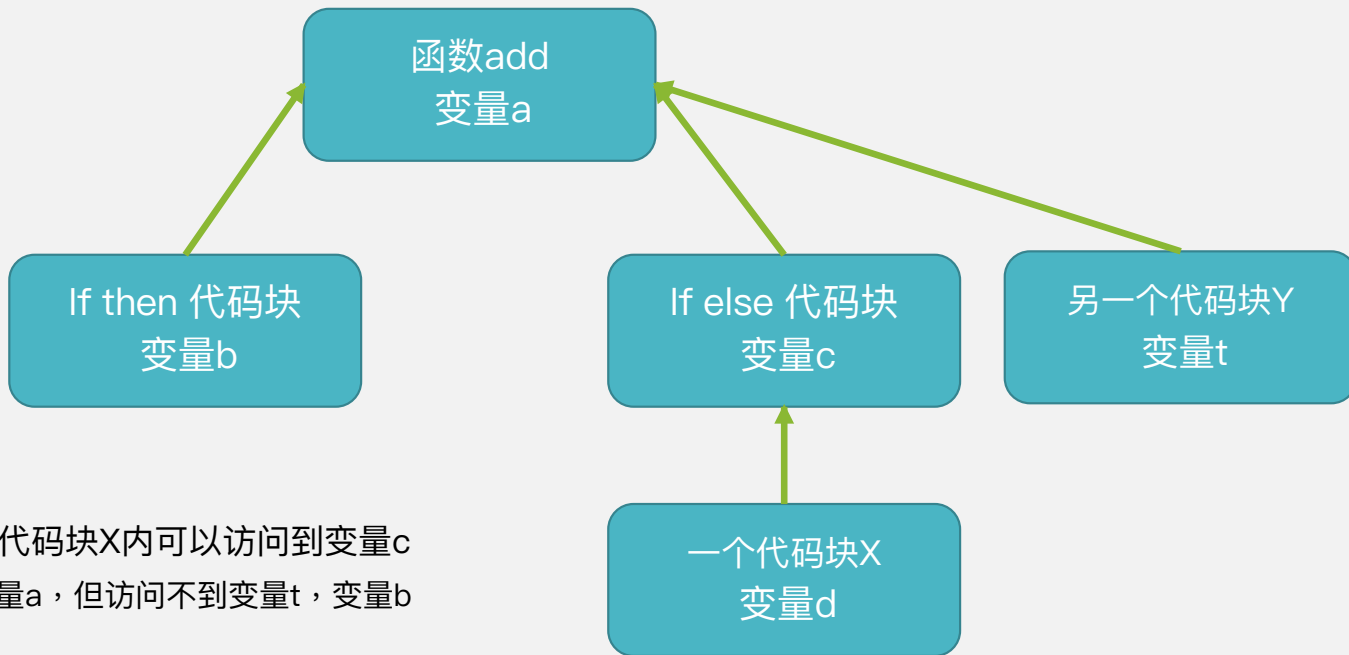 函数add
变量a
If then 代码块
变量b
If else 代码块
变量c
另一个代码块Y
变量t
代码块X内可以访问到变量c
量a，但访问不到变量t，变量b
一个代码块X
变量d